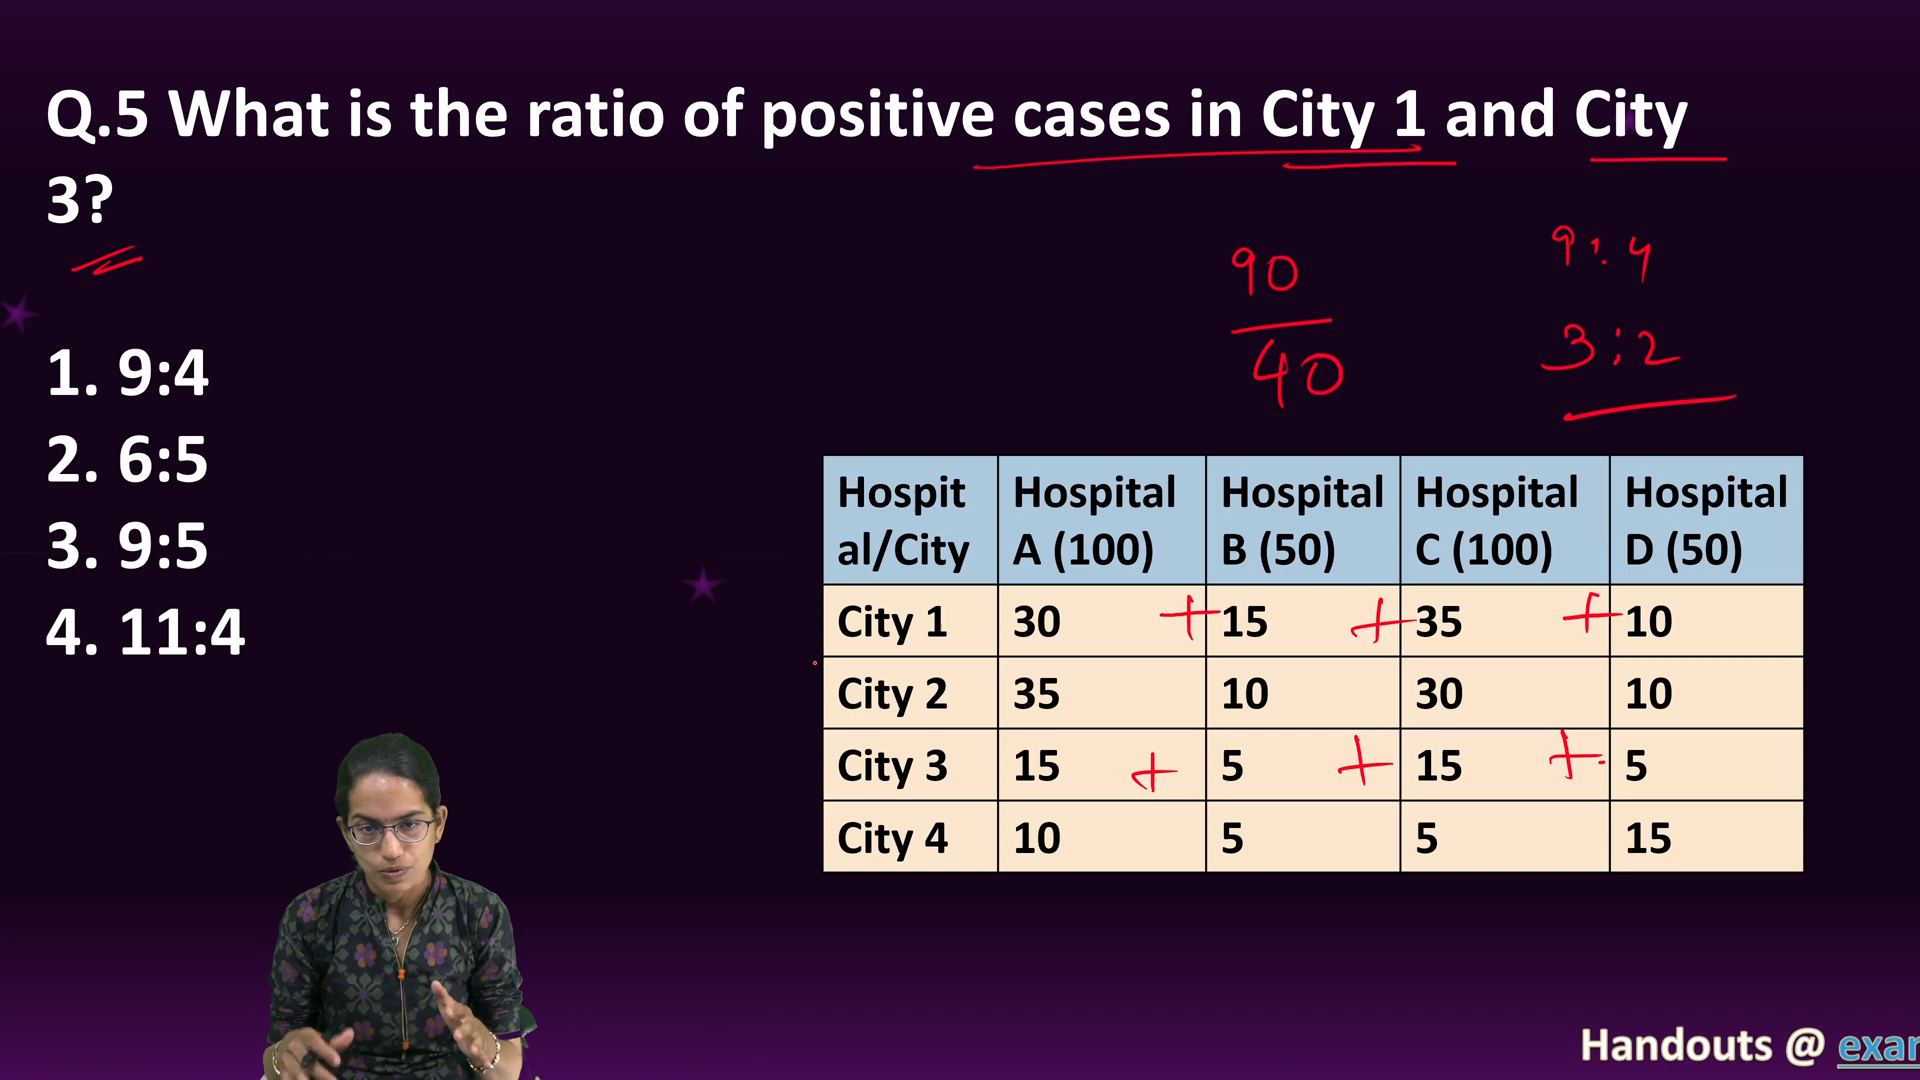 Q.5 What is the ratio of positive cases in City 1 and City
3?
90
40
9:4
3:2
1. 9:4
2. 6:5
3. 9:5
4. 11:4
Hospit
al/City
Hospital
A (100)
Hospital
B (50)
Hospital
C (100)
Hospital
D (50)
City 1 30 + 15 + 35 + 10
City 2 35 10 30 10
City 3 15 + 5 + 15 + 5
City 4 10 5 5 15
Handouts @ exar